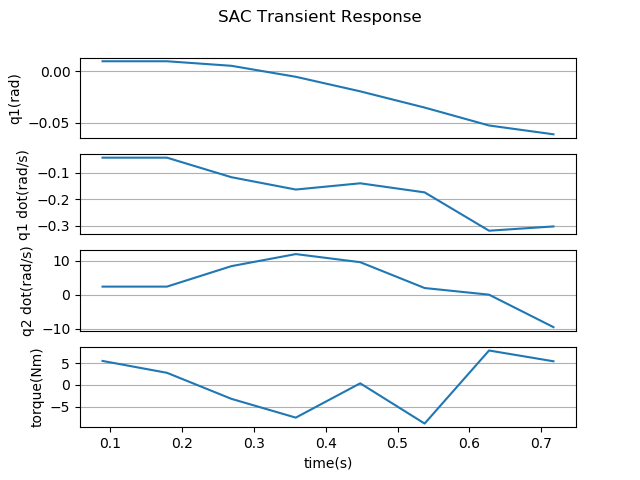 SAC Transient Response
q1(rad)
0.00
−0.05
q1 dot(rad/s)
−0.1
−0.2
−0.3
q2 dot(rad/s)
10
0
−10
torque(Nm)
5
0
−5
0.1 0.2 0.3 0.4 0.5 0.6 0.7
time(s)